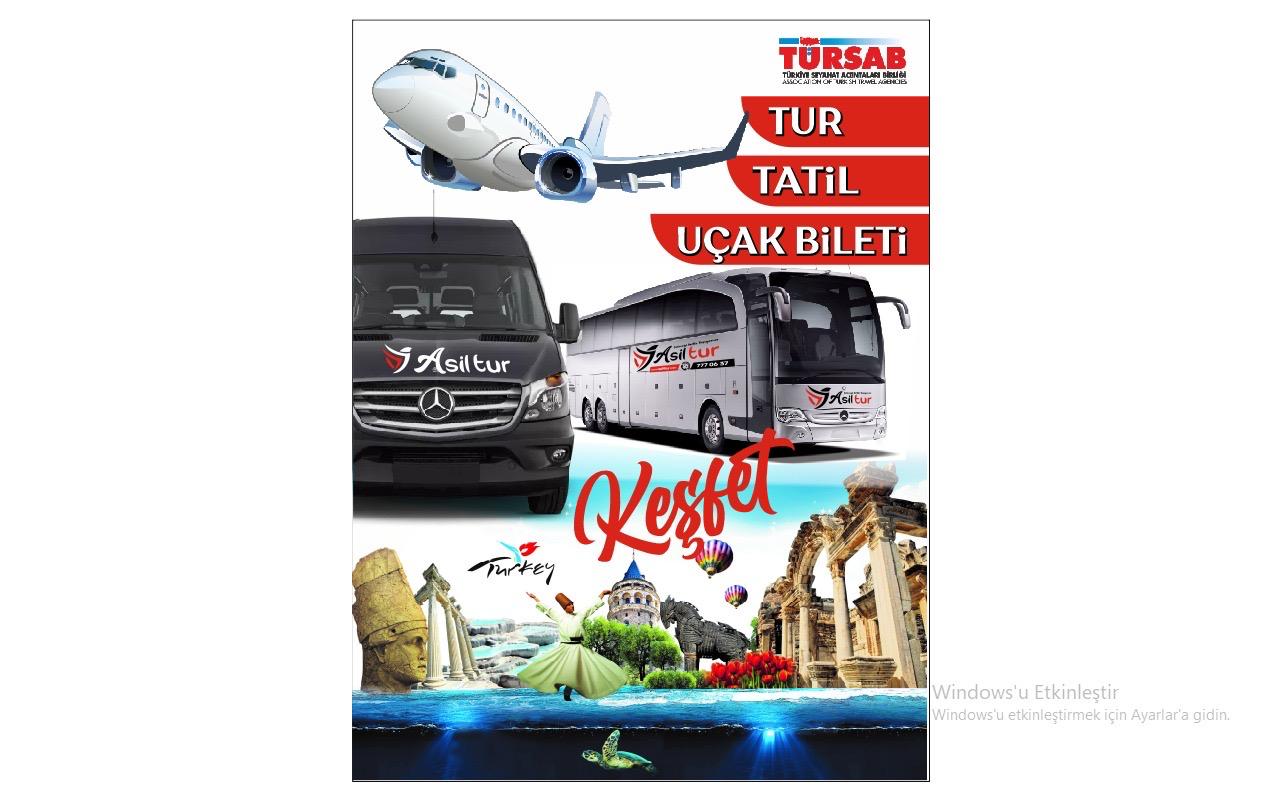 TÜRSAB
TÜRKİYE SEYAHAT ACENTALARI BİRLİĞİ
ASSOCIATION OF TURKISH TRAVEL AGENCIES
TUR
TATiL
UÇAK BiLETi
Asil tur
Asil tur
777 06 37
Asil tur
Keşfet
Turkey
Windows'u Etkinleştir
Windows'u etkinleştirmek için Ayarlar'a gidin.